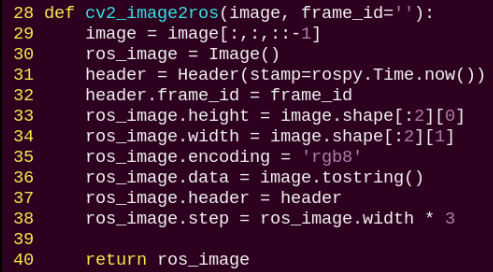 28 def cv2_image2ros(image, frame_id=''):
29     image = image[:,:,::-1]
30     ros_image = Image()
31     header = Header(stamp=rospy.Time.now())
32     header.frame_id = frame_id
33     ros_image.height = image.shape[:2][0]
34     ros_image.width = image.shape[:2][1]
35     ros_image.encoding = 'rgb8'
36     ros_image.data = image.tostring()
37     ros_image.header = header
38     ros_image.step = ros_image.width * 3
39
40     return ros_image